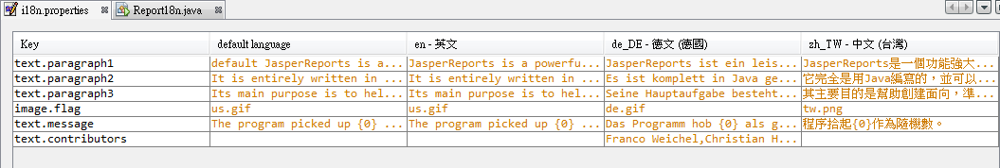 i18n.properties Report18n.java
Key default language en - 英文 de_DE - 德文 (德國) zh_TW - 中文 (台灣)
text.paragraph1 default JasperReports is a... JasperReports is a powerfu... JasperReports ist ein leis... JasperReports是一個功能強大...
text.paragraph2 It is entirely written in ... It is entirely written in ... Es ist komplett in Java ge... 它完全是用Java編寫的，並可以...
text.paragraph3 Its main purpose is to hel... Its main purpose is to hel... Seine Hauptaufgabe besteht... 其主要目的是幫助創建面向，準...
image.flag us.gif us.gif de.gif tw.png
text.message The program picked up {0} ... The program picked up {0} ... Das Programm hob {0} als g... 程序拾起{0}作為隨機數。
text.contributors Franco Weichel,Christian H...